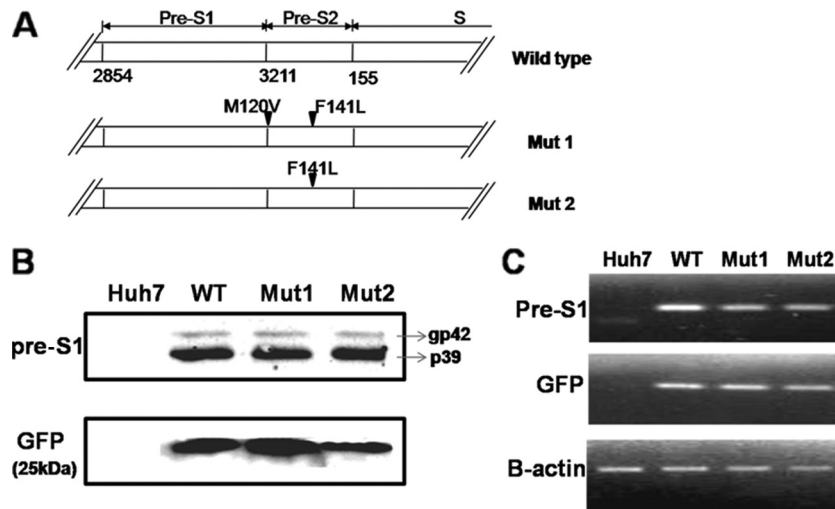 A
Pre-S1 Pre-S2 S
2854 3211 155
Wild type
M120V F141L
Mut 1
F141L
Mut 2
B
Huh7 WT Mut1 Mut2
pre-S1
gp42
p39
GFP
(25kDa)
C
Huh7 WT Mut1 Mut2
Pre-S1
GFP
B-actin